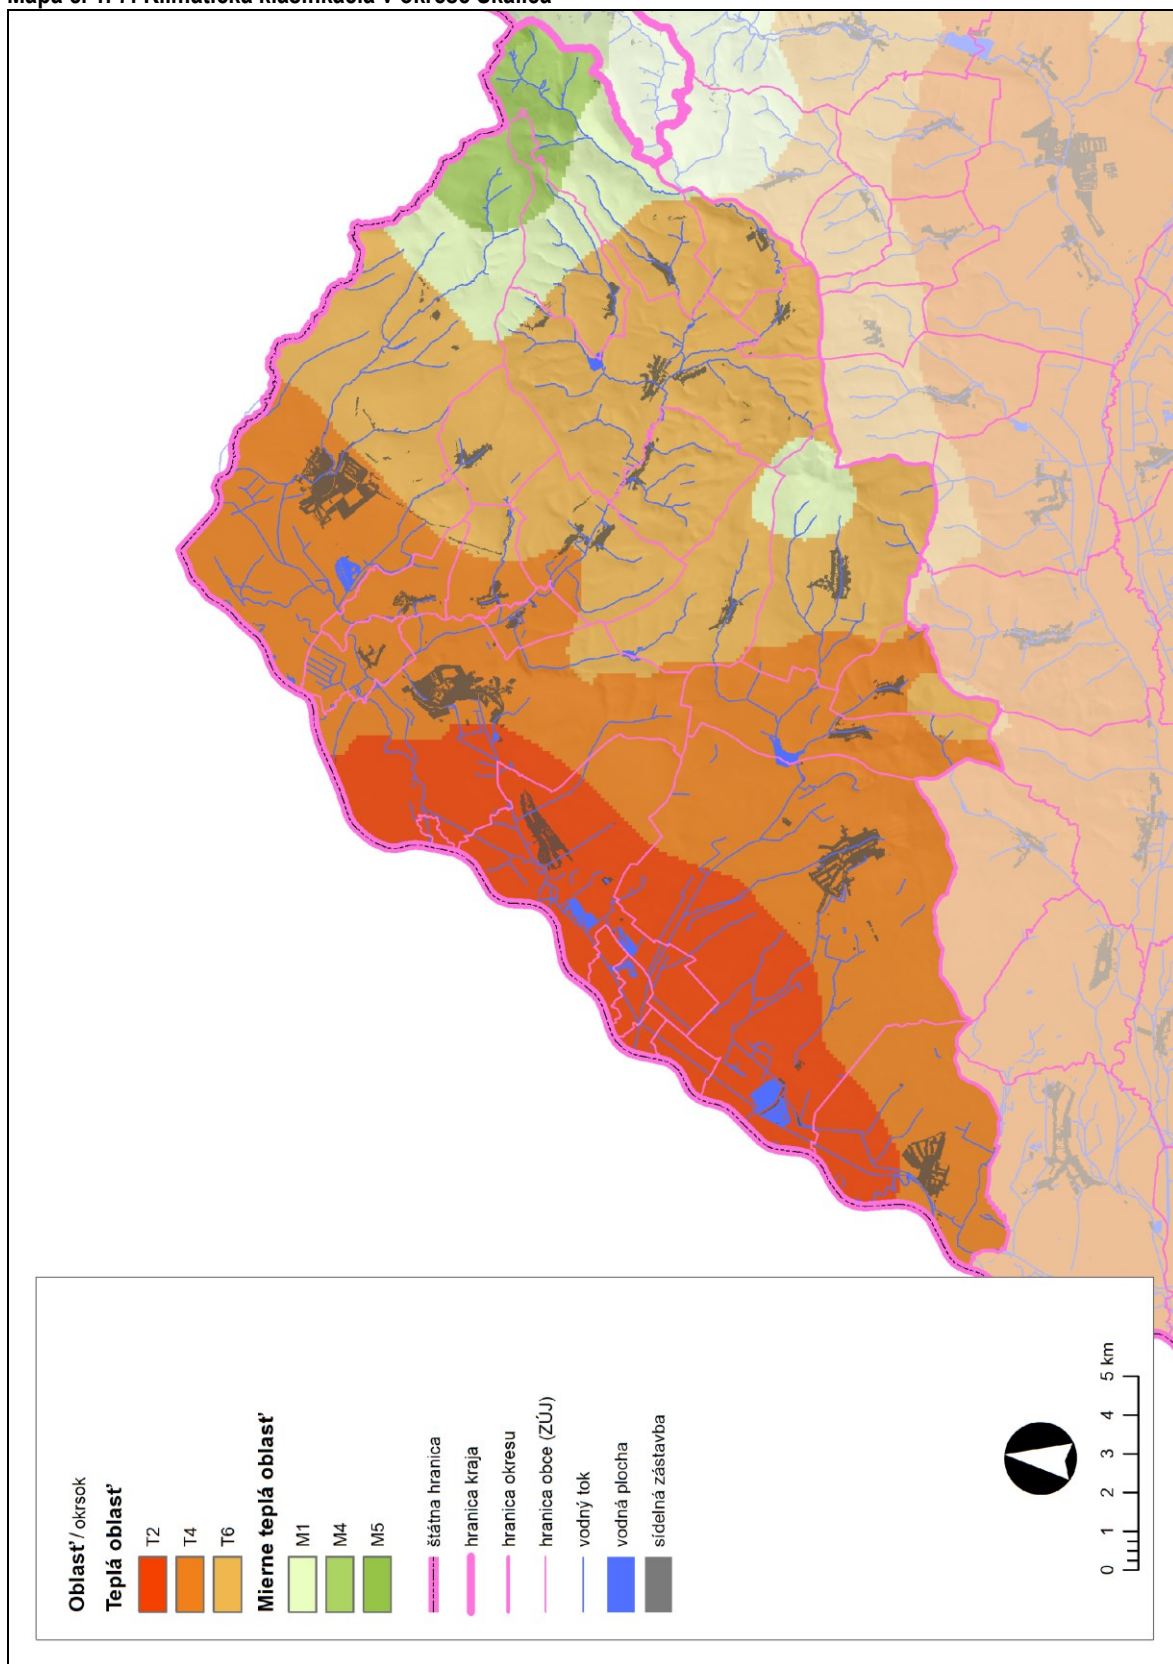 Oblasť / okrsok
Teplá oblasť
T2
T4
T6
Mierne teplá oblasť
M1
M4
M5
štátna hranica
hranica kraja
hranica okresu
hranica obce (ZÚJ)
vodný tok
vodná plocha
sídelná zástavba
0 1 2 3 4 5 km